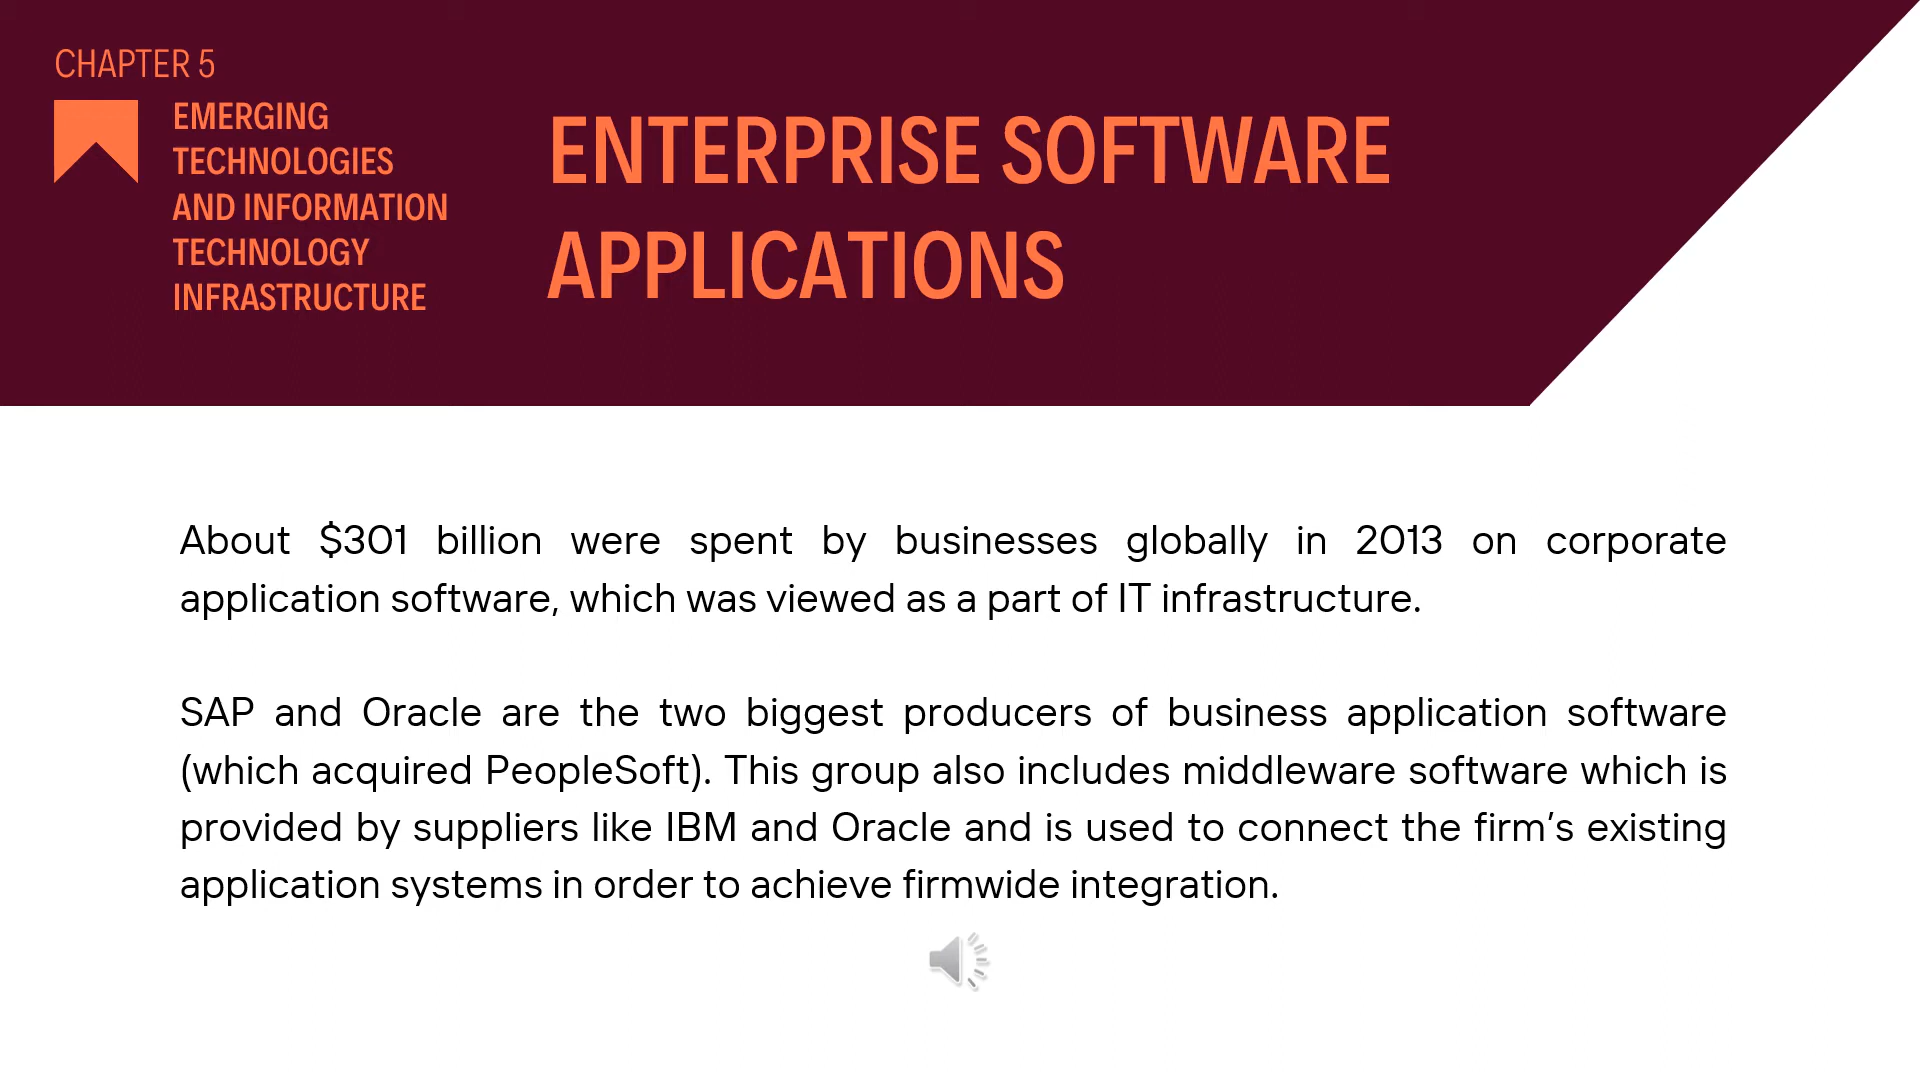 CHAPTER 5
EMERGING
TECHNOLOGIES
AND INFORMATION
TECHNOLOGY
INFRASTRUCTURE
ENTERPRISE SOFTWARE
APPLICATIONS
About $301 billion were spent by businesses globally in 2013 on corporate
application software, which was viewed as a part of IT infrastructure.
SAP and Oracle are the two biggest producers of business application software
(which acquired PeopleSoft). This group also includes middleware software which is
provided by suppliers like IBM and Oracle and is used to connect the firm’s existing
application systems in order to achieve firmwide integration.